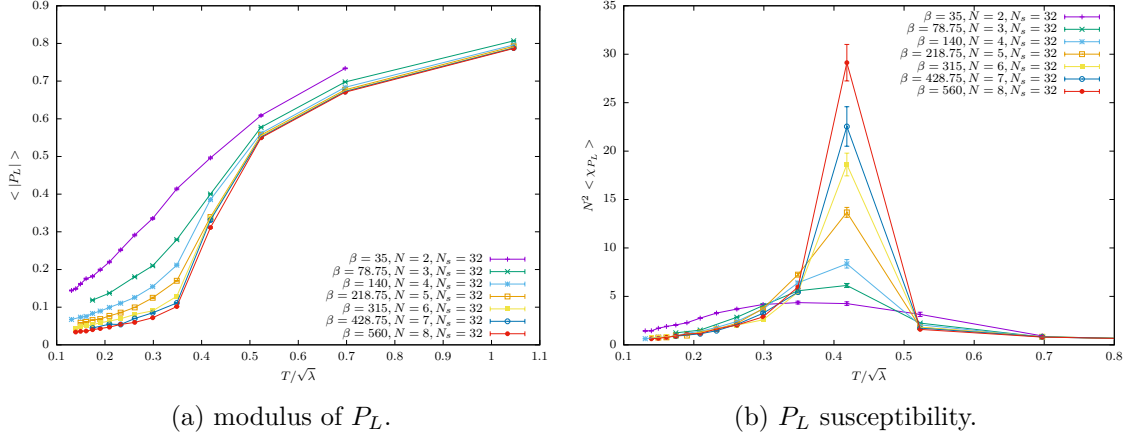 0.9
0.8
0.7
0.6
0.5
0.4
0.3
0.2
0.1
0
< |P_L| >
β = 35, N = 2, N_s = 32
β = 78.75, N = 3, N_s = 32
β = 140, N = 4, N_s = 32
β = 218.75, N = 5, N_s = 32
β = 315, N = 6, N_s = 32
β = 428.75, N = 7, N_s = 32
β = 560, N = 8, N_s = 32
0.1 0.2 0.3 0.4 0.5 0.6 0.7 0.8 0.9 1 1.1
T/√λ
(a) modulus of P_L.
35
30
25
20
15
10
5
0
N² < χ_{P_L} >
β = 35, N = 2, N_s = 32
β = 78.75, N = 3, N_s = 32
β = 140, N = 4, N_s = 32
β = 218.75, N = 5, N_s = 32
β = 315, N = 6, N_s = 32
β = 428.75, N = 7, N_s = 32
β = 560, N = 8, N_s = 32
0.1 0.2 0.3 0.4 0.5 0.6 0.7 0.8
T/√λ
(b) P_L susceptibility.